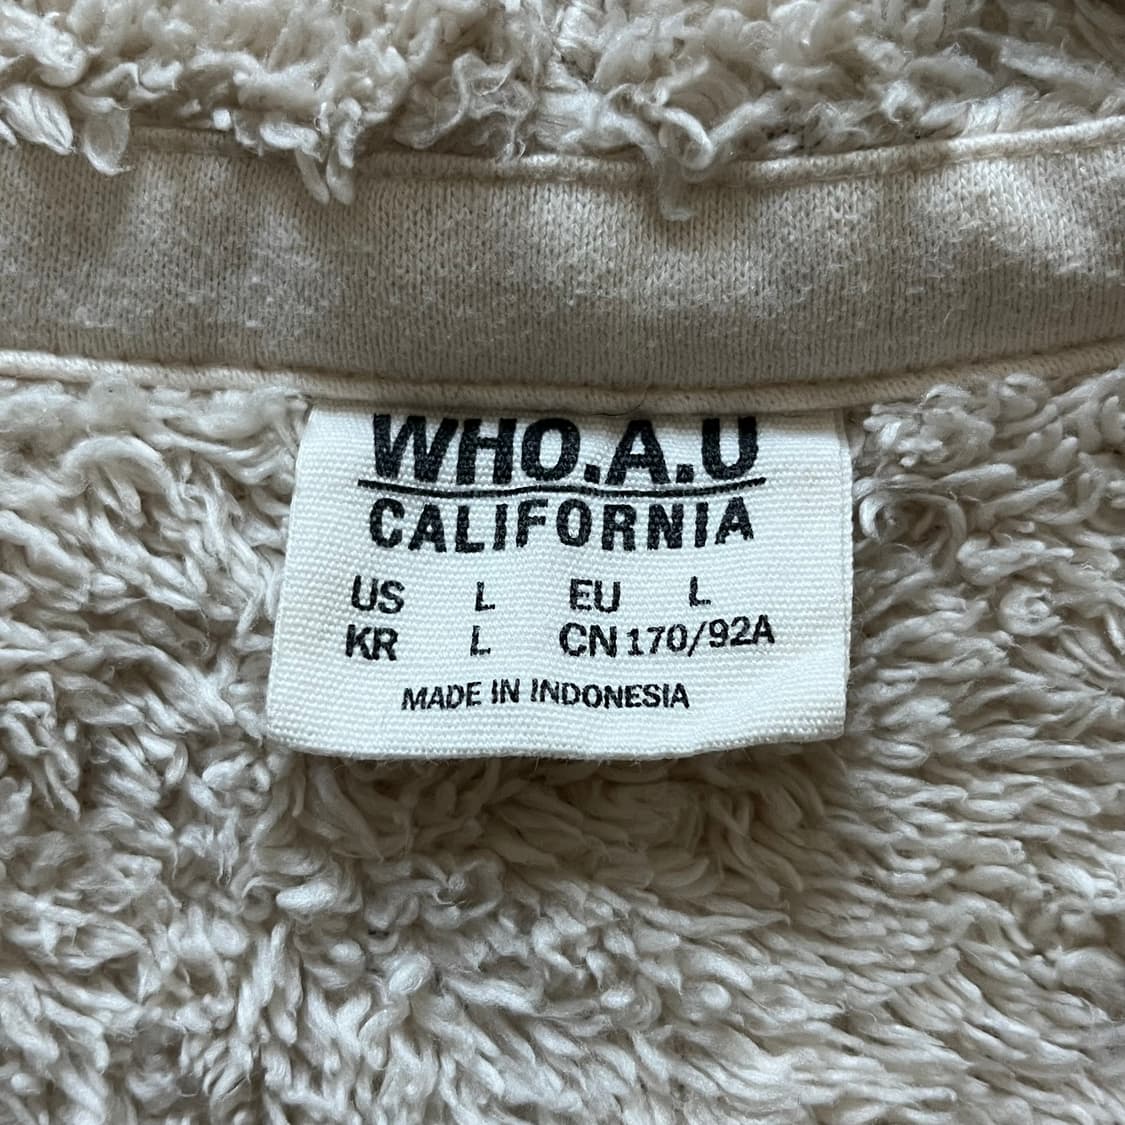 WHO.A.U
CALIFORNIA
US L EU L
KR L CN 170/92A
MADE IN INDONESIA